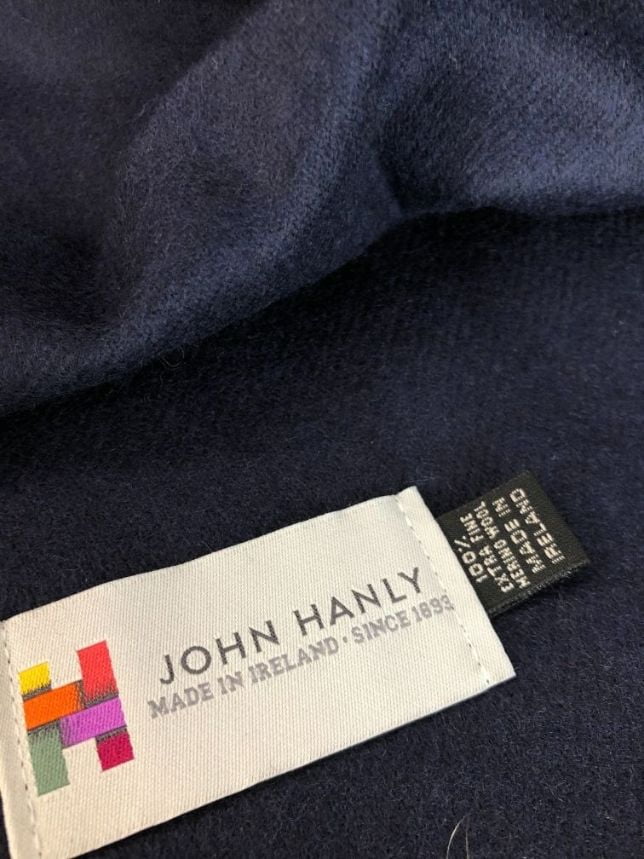 JOHN HANLY
MADE IN IRELAND · SINCE 1893
100%
EXTRA FINE
MERINO WOOL
MADE IN
IRELAND